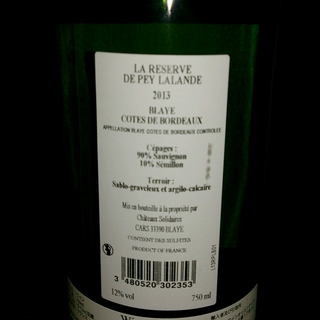 LA RESERVE
DE PEY LALANDE
2013
BLAYE
COTES DE BORDEAUX
APPELLATION BLAYE COTES DE BORDEAUX CONTROLEE
Cépages :
90% Sauvignon
10% Sémillon
Terroir :
Sablo-graveleux et argilo-calcaire
Mis en bouteille à la propriété par
Châteaux Solidaires
CARS 33390 BLAYE
CONTIENT DES SULFITES
PRODUCT OF FRANCE
3 480520 302353
12% vol 750 ml